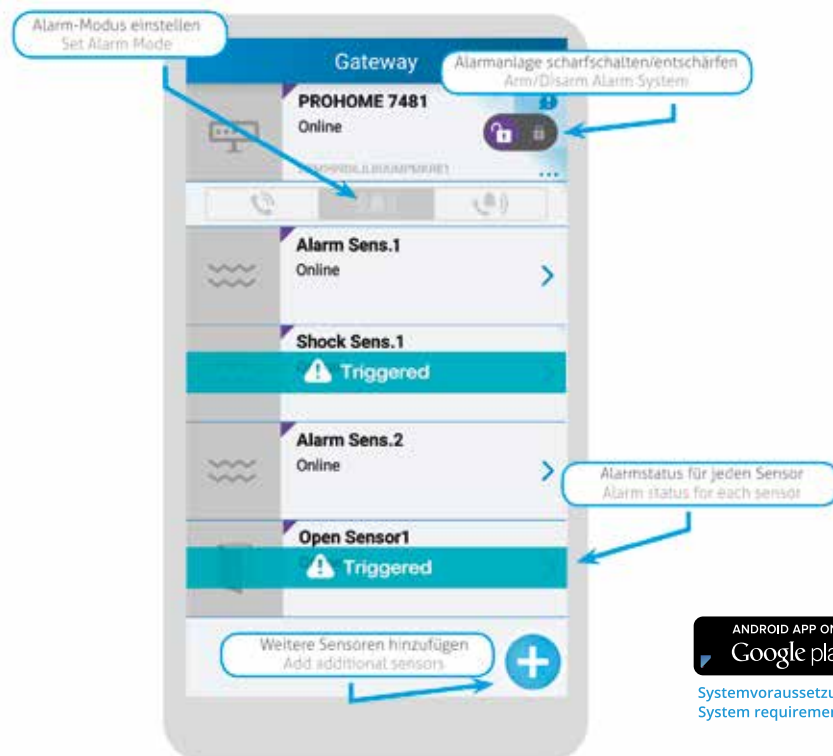 Alarm-Modus einstellen
Set Alarm Mode
Gateway
Alarmanlage scharfschalten/entschärfen
Arm/Disarm Alarm System
PROHOME 7481
Online
Alarm Sens.1
Online
Shock Sens.1
Triggered
Alarm Sens.2
Online
Alarmstatus für jeden Sensor
Alarm status for each sensor
Open Sensor1
Triggered
Weitere Sensoren hinzufügen
Add additional sensors
ANDROID APP ON
Google pla
Systemvoraussetzu
System requiremen